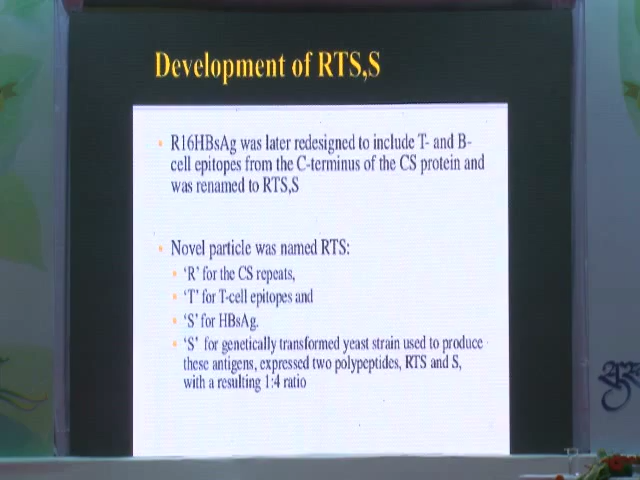 Development of RTS,S
R16HBsAg was later redesigned to include T- and B-
cell epitopes from the C-terminus of the CS protein and
was renamed to RTS,S
Novel particle was named RTS:
‘R’ for the CS repeats,
‘T’ for T-cell epitopes and
‘S’ for HBsAg.
‘S’ for genetically transformed yeast strain used to produce
these antigens, expressed two polypeptides, RTS and S,
with a resulting 1:4 ratio